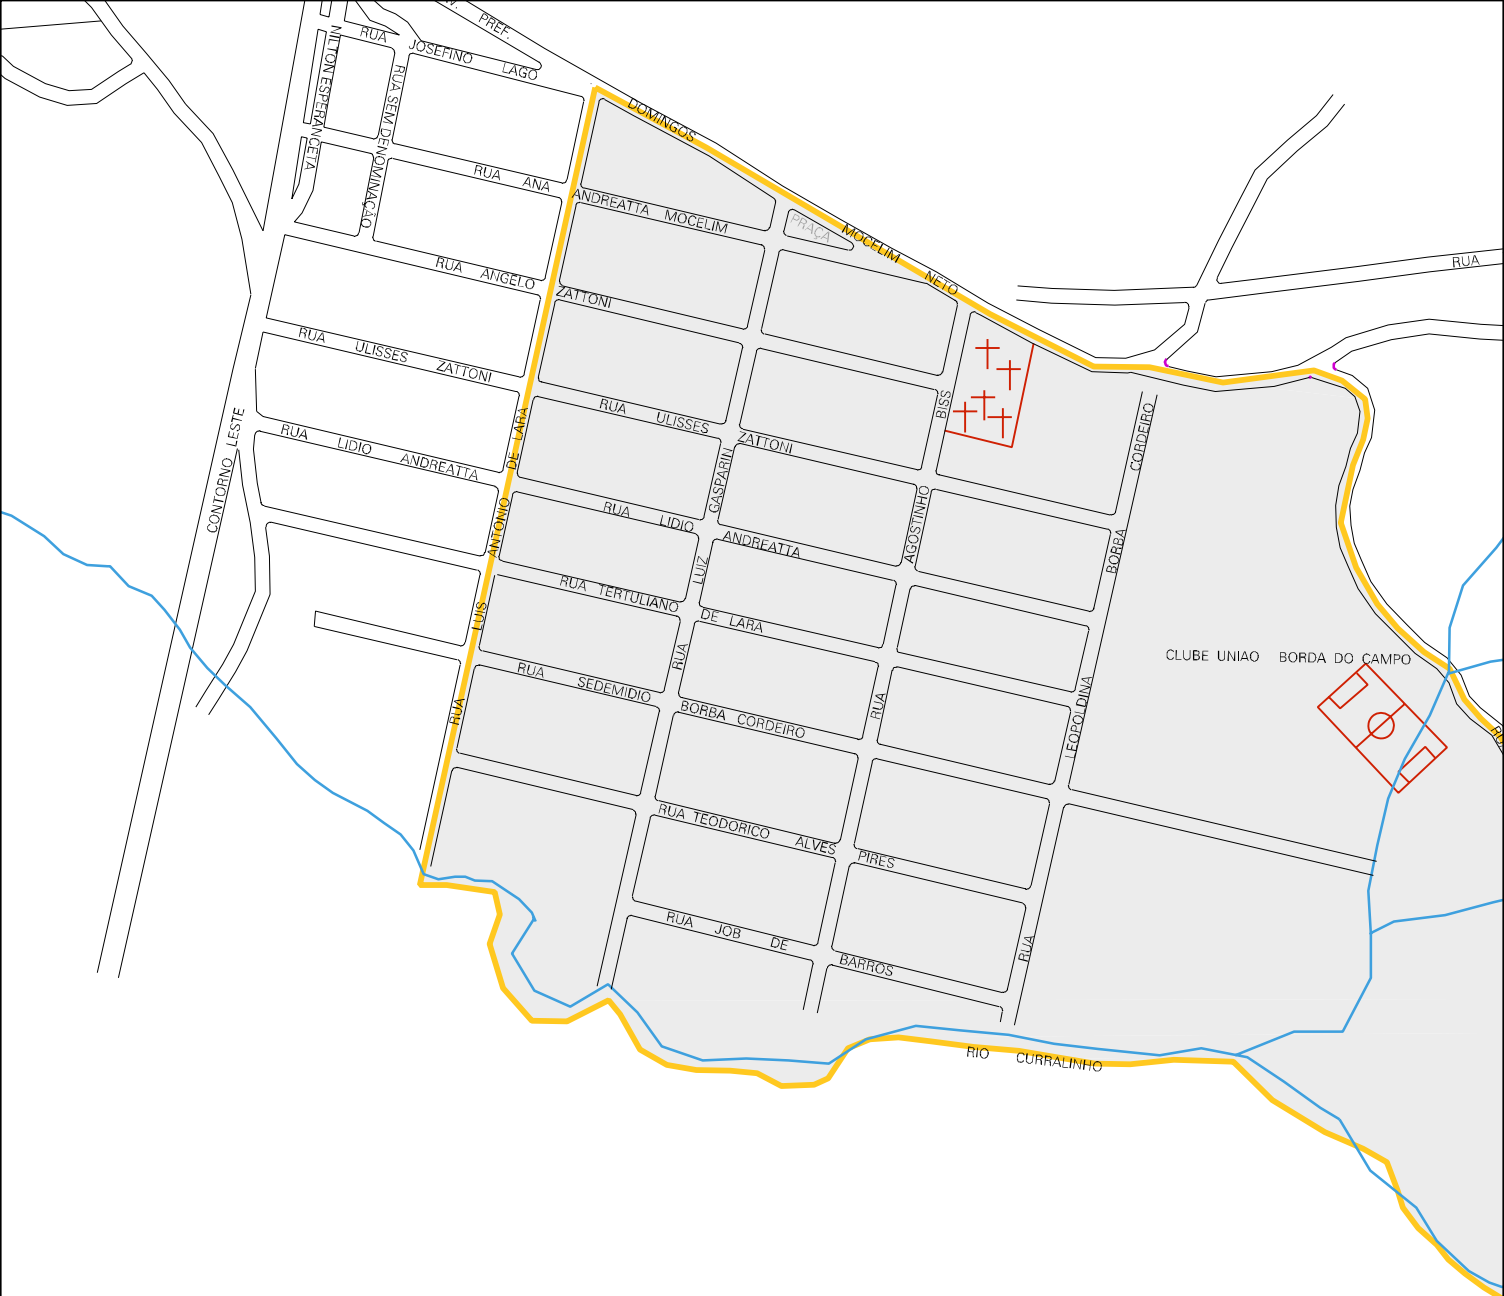 PREF.
RUA JOSEFINO LAGO
NILTON ESPERANCETA
RUA SEM DENOMINAÇÃO
DOMINGOS MOCELIM NETO
RUA ANA ANDREATTA MOCELIM
PRAÇA
RUA
RUA ANGELO ZATTONI
RUA ULISSES ZATTONI
RUA ULISSES ZATTONI
RUA LIDIO ANDREATTA
RUA LIDIO ANDREATTA
CONTORNO LESTE
RUA LUIS ANTONIO DE LARA
RUA LUIZ GASPARIN
RUA AGOSTINHO BISS
RUA LEOPOLDINA BORBA CORDEIRO
RUA TERTULIANO DE LARA
CLUBE UNIAO BORDA DO CAMPO
RUA SEDEMIDIO BORBA CORDEIRO
RUA TEODORICO ALVES PIRES
RUA JOB DE BARROS
RIO CURRALINHO